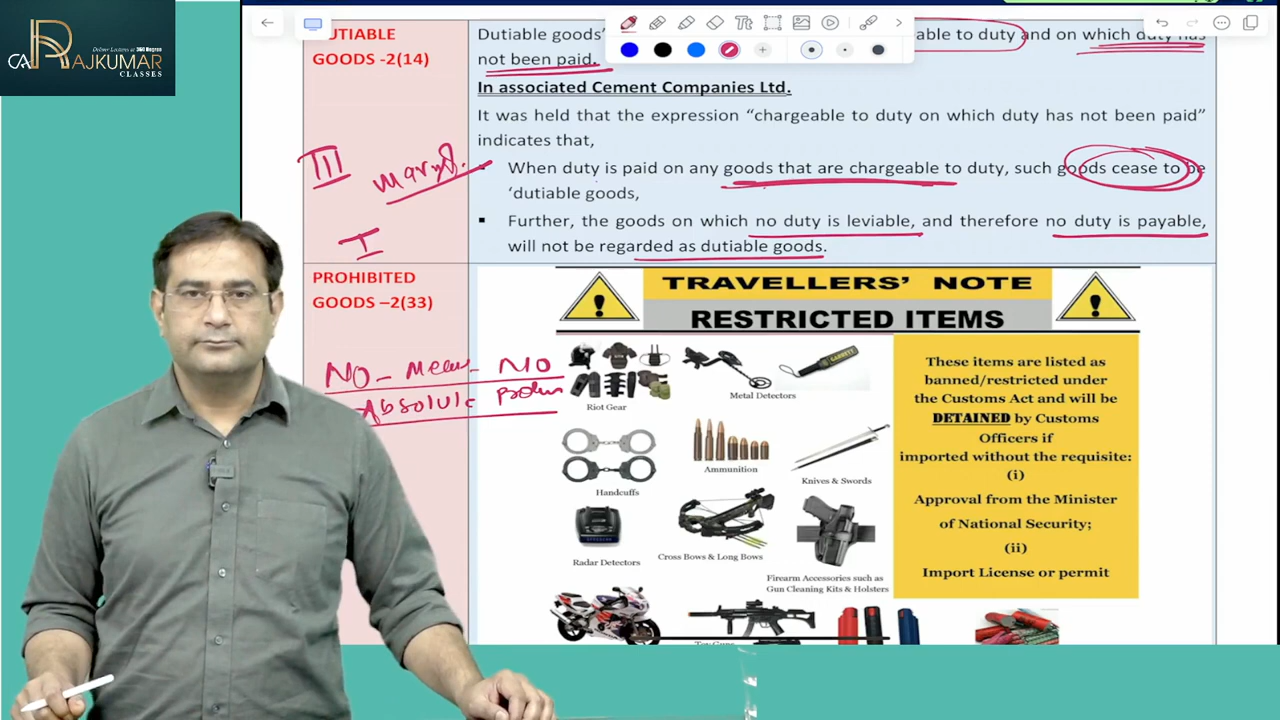 Deliver Lectures at 360 Degree
CA RAJKUMAR
CLASSES
Tt
DUTIABLE
GOODS -2(14)
Dutiable goods'
able to duty and on which duty has
not been paid.
In associated Cement Companies Ltd.
It was held that the expression “chargeable to duty on which duty has not been paid”
indicates that,
III
▪ When duty is paid on any goods that are chargeable to duty, such goods cease to be
‘dutiable goods,
I
▪ Further, the goods on which no duty is leviable, and therefore no duty is payable,
will not be regarded as dutiable goods.
PROHIBITED
GOODS –2(33)
NO - Means NO
Absolute
TRAVELLERS’ NOTE
RESTRICTED ITEMS
Riot Gear
Metal Detectors
GARRETT
Handcuffs
Ammunition
Knives & Swords
Radar Detectors
Cross Bows & Long Bows
Firearm Accessories such as
Gun Cleaning Kits & Holsters
These items are listed as
banned/restricted under
the Customs Act and will be
DETAINED by Customs
Officers if
imported without the requisite:
(i)
Approval from the Minister
of National Security;
(ii)
Import License or permit